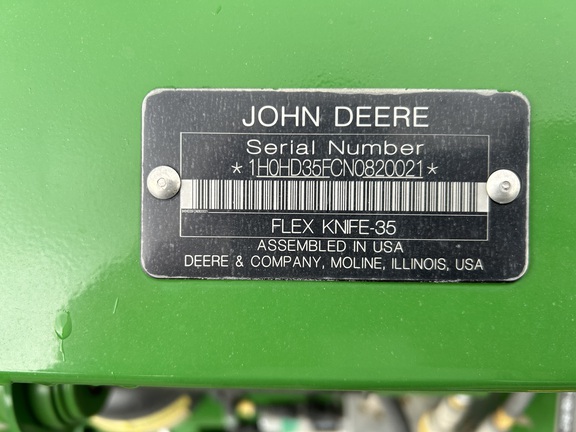 JOHN DEERE
Serial Number
*1H0HD35FCN0820021*
FLEX KNIFE-35
ASSEMBLED IN USA
DEERE & COMPANY, MOLINE, ILLINOIS, USA